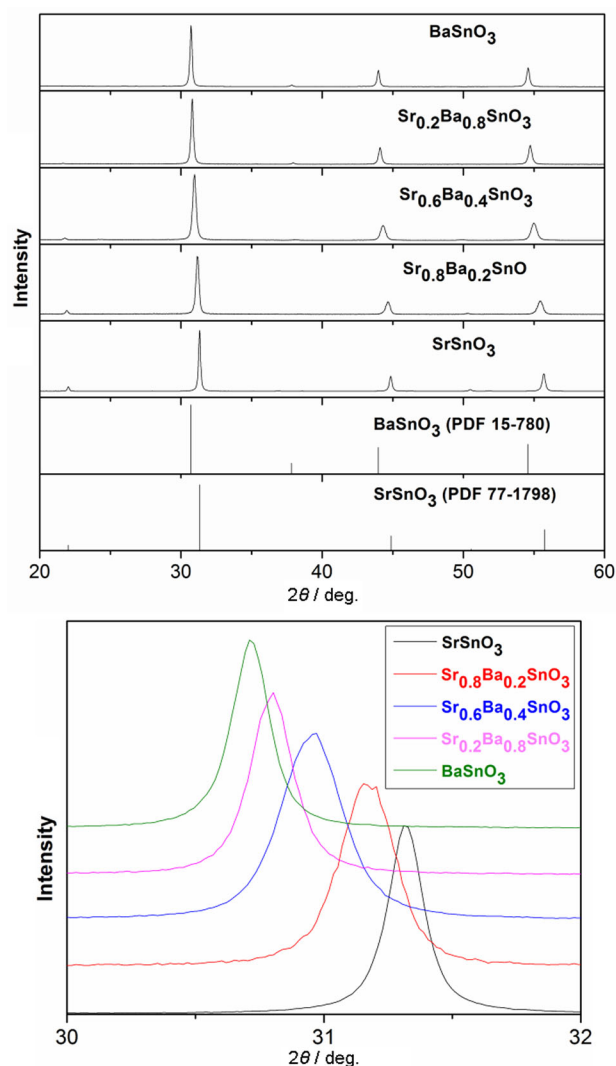 BaSnO₃
Sr₀.₂Ba₀.₈SnO₃
Sr₀.₆Ba₀.₄SnO₃
Sr₀.₈Ba₀.₂SnO
SrSnO₃
BaSnO₃ (PDF 15-780)
SrSnO₃ (PDF 77-1798)
Intensity
20 30 40 50 60
2θ / deg.
SrSnO₃
Sr₀.₈Ba₀.₂SnO₃
Sr₀.₆Ba₀.₄SnO₃
Sr₀.₂Ba₀.₈SnO₃
BaSnO₃
Intensity
30 31 32
2θ / deg.